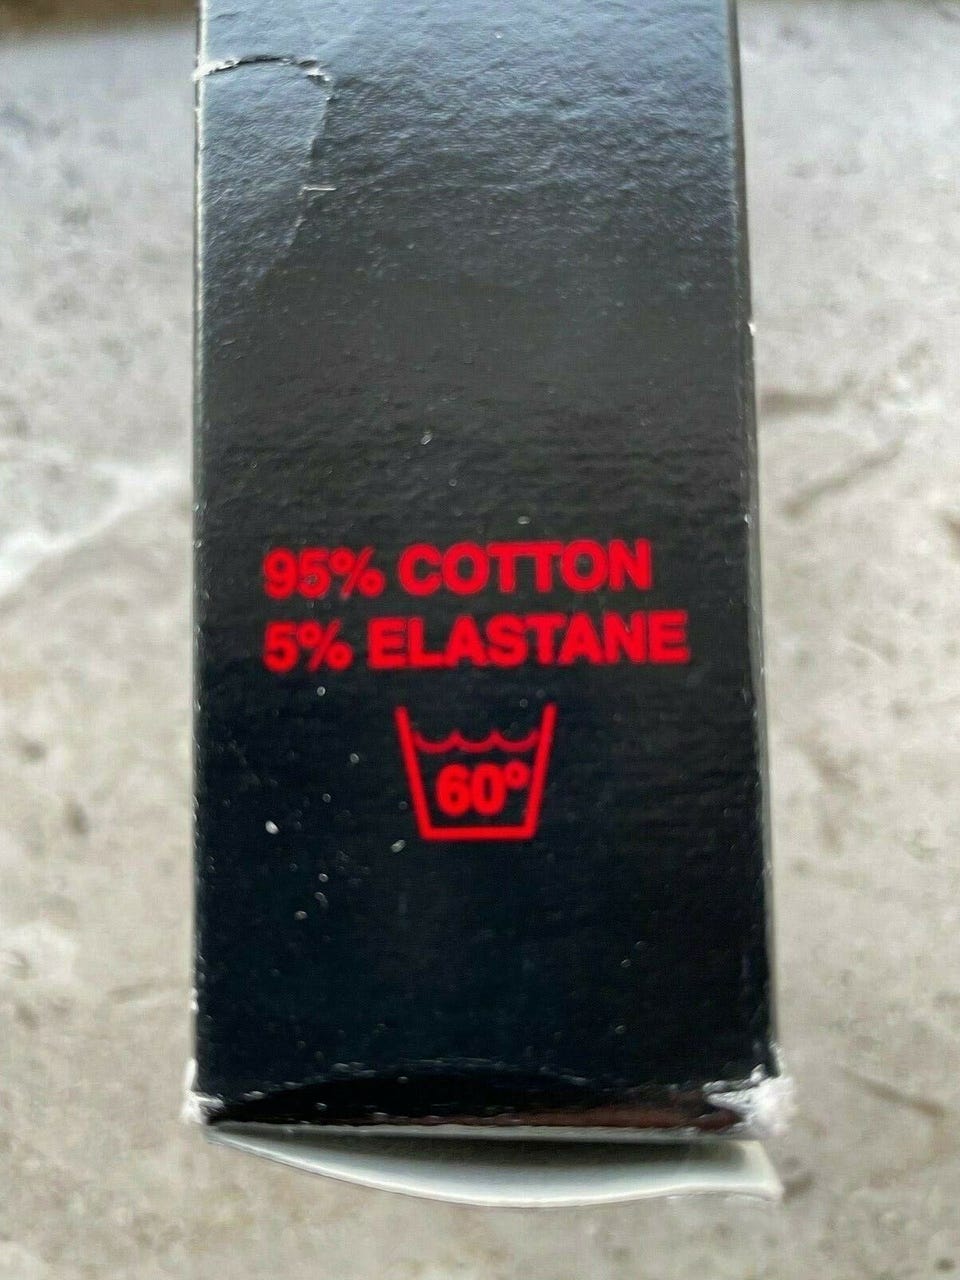 95% COTTON
5% ELASTANE
60°